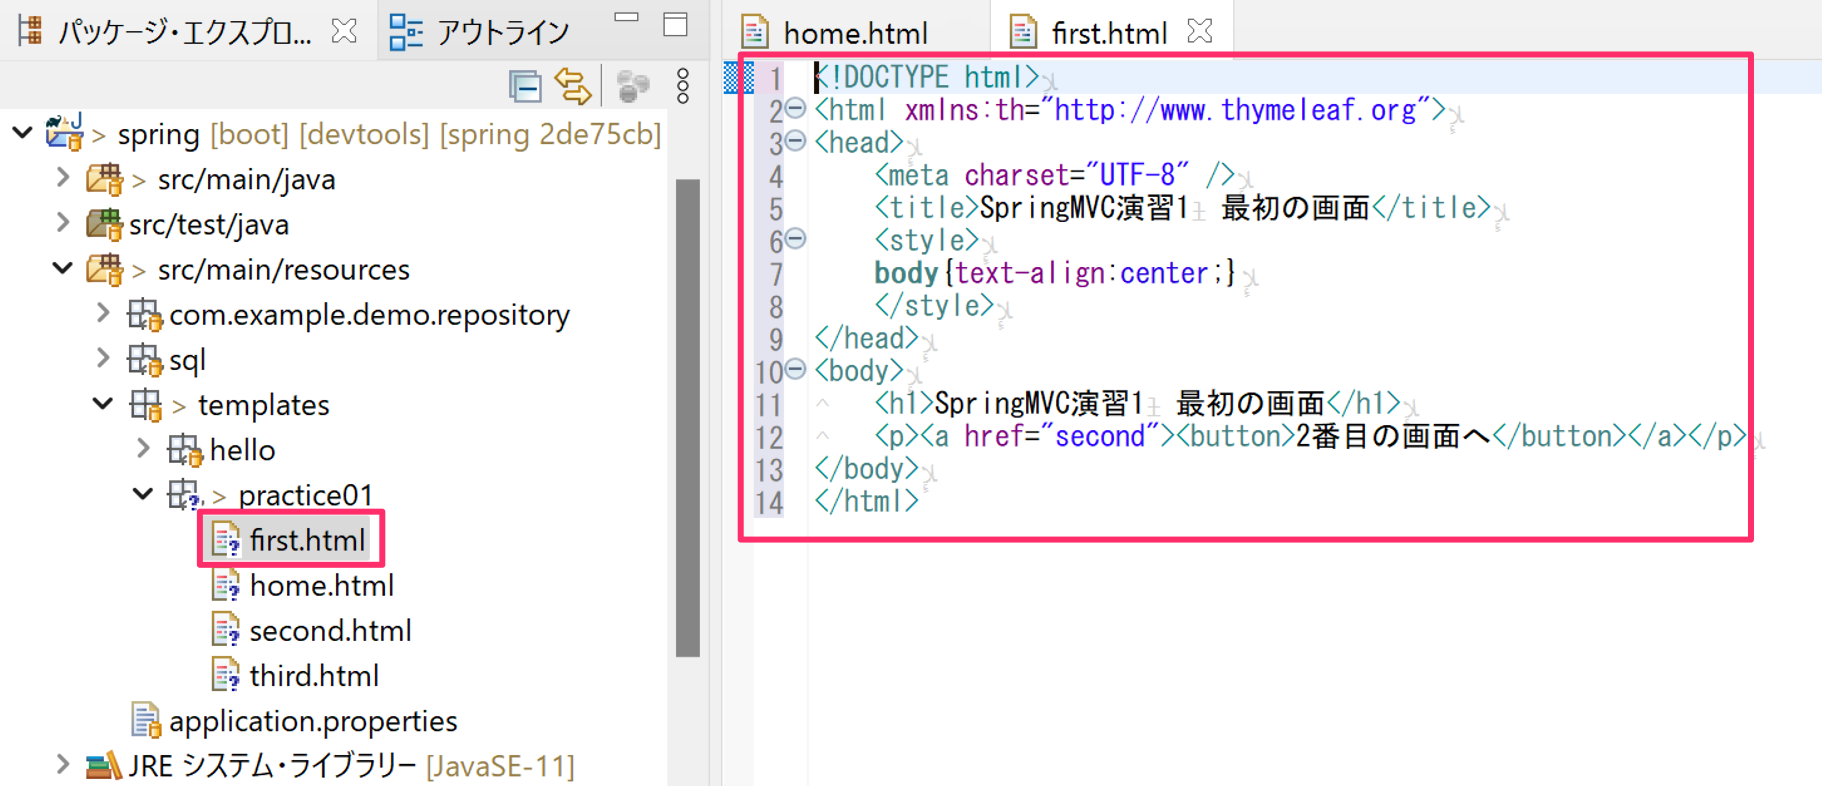 パッケージ・エクスプロ...
アウトライン
> spring [boot] [devtools] [spring 2de75cb]
> src/main/java
src/test/java
> src/main/resources
com.example.demo.repository
sql
> templates
hello
> practice01
first.html
home.html
second.html
third.html
application.properties
JRE システム・ライブラリー [JavaSE-11]
home.html
first.html
1 <!DOCTYPE html>
2 <html xmlns:th="http://www.thymeleaf.org">
3 <head>
4 <meta charset="UTF-8" />
5 <title>SpringMVC演習1 最初の画面</title>
6 <style>
7 body{text-align:center;}
8 </style>
9 </head>
10 <body>
11 <h1>SpringMVC演習1 最初の画面</h1>
12 <p><a href="second"><button>2番目の画面へ</button></a></p>
13 </body>
14 </html>